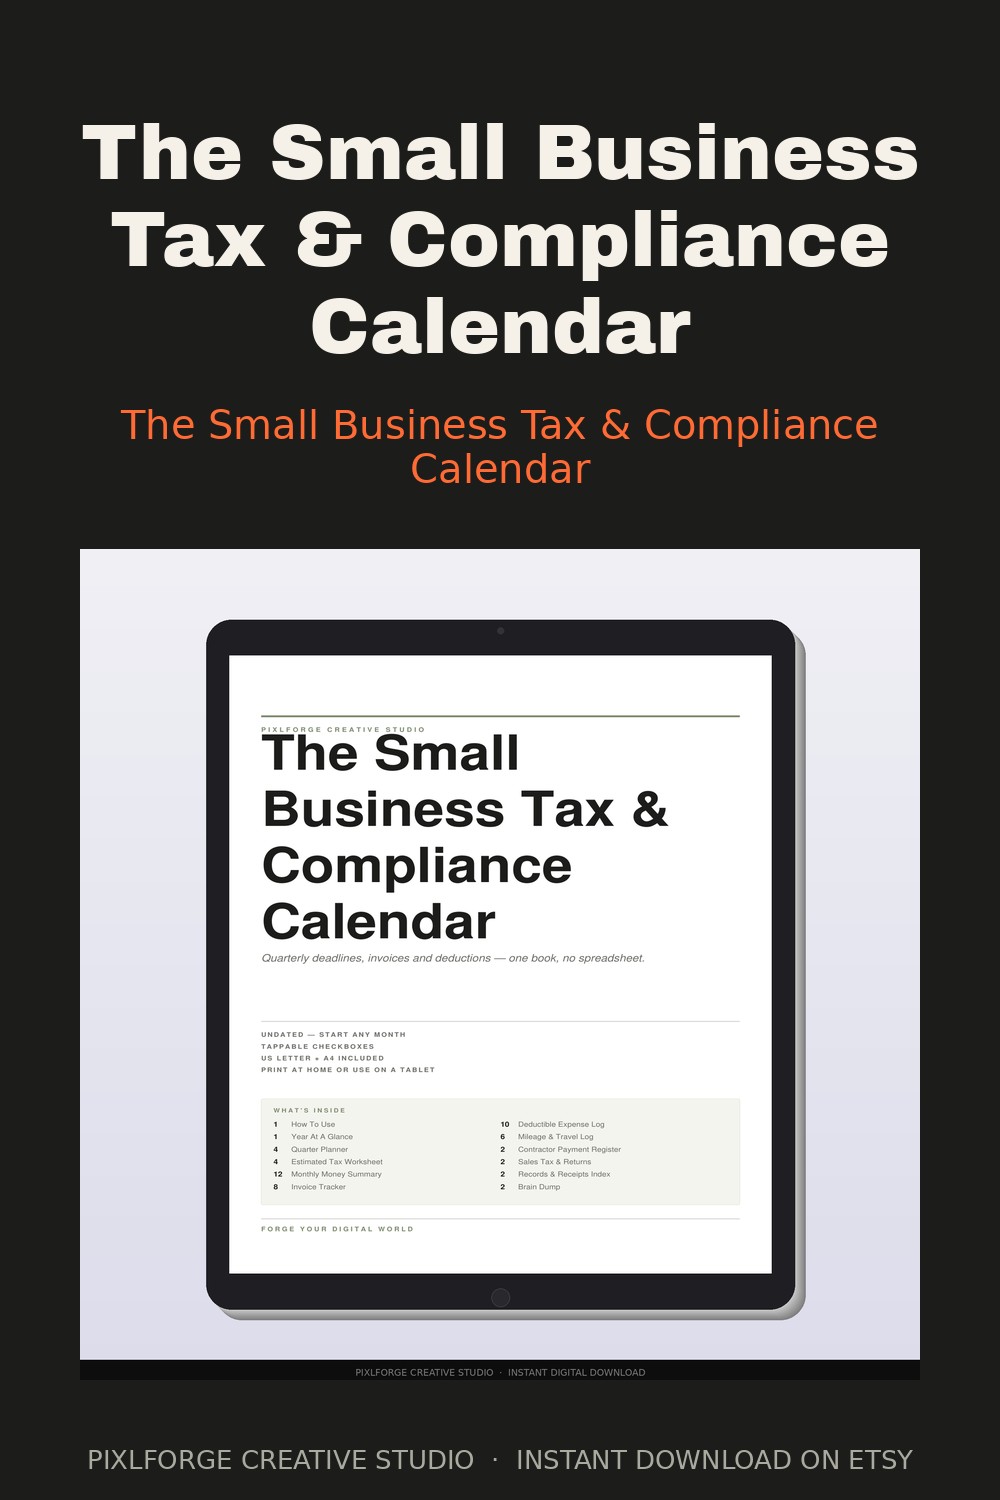 The Small Business
Tax & Compliance
Calendar
The Small Business Tax & Compliance
Calendar
PIXLFORGE CREATIVE STUDIO
The Small
Business Tax &
Compliance
Calendar
Quarterly deadlines, invoices and deductions — one book, no spreadsheet.
UNDATED — START ANY MONTH
TAPPABLE CHECKBOXES
US LETTER + A4 INCLUDED
PRINT AT HOME OR USE ON A TABLET
WHAT'S INSIDE
1 How To Use
1 Year At A Glance
4 Quarter Planner
4 Estimated Tax Worksheet
12 Monthly Money Summary
8 Invoice Tracker
10 Deductible Expense Log
6 Mileage & Travel Log
2 Contractor Payment Register
2 Sales Tax & Returns
2 Records & Receipts Index
2 Brain Dump
FORGE YOUR DIGITAL WORLD
PIXLFORGE CREATIVE STUDIO · INSTANT DIGITAL DOWNLOAD
PIXLFORGE CREATIVE STUDIO · INSTANT DOWNLOAD ON ETSY